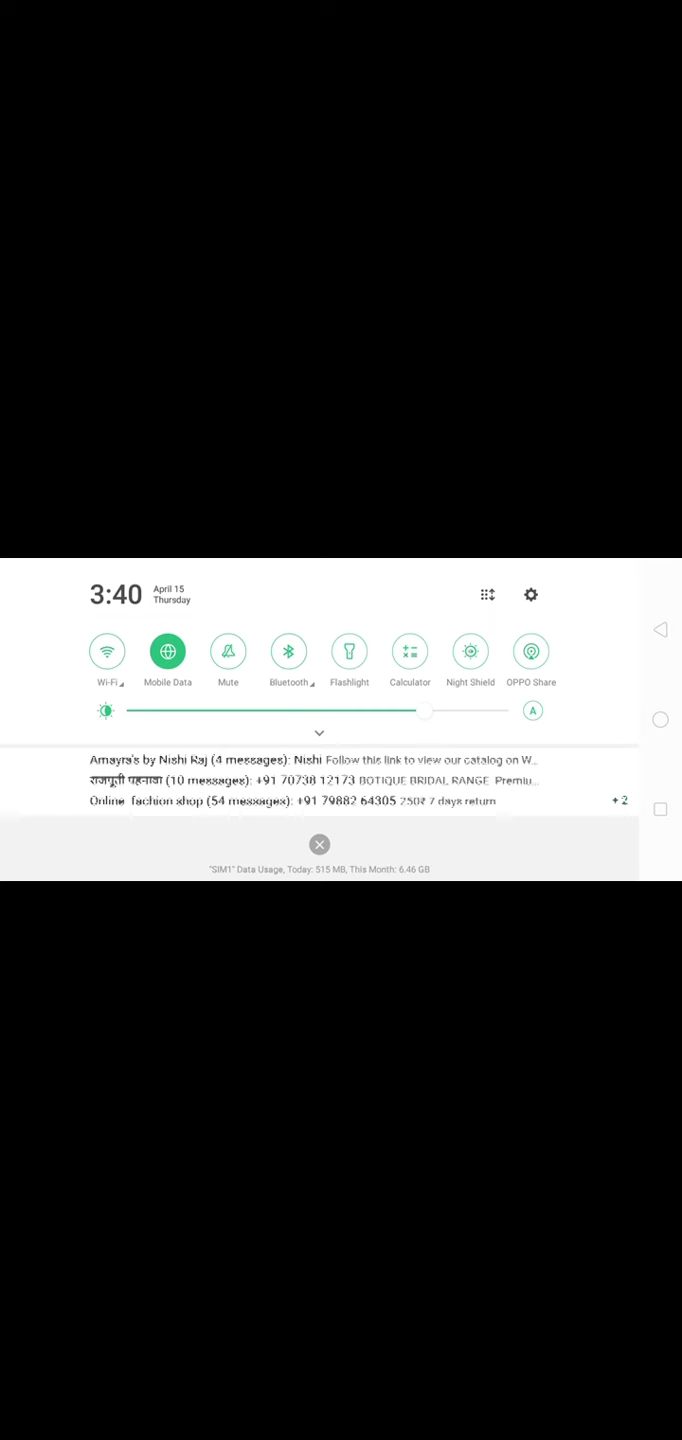 3:40 April 15
Thursday
Wi-Fi Mobile Data Mute Bluetooth Flashlight Calculator Night Shield OPPO Share
A
Amayra's by Nishi Raj (4 messages): Nishi Follow this link to view our catalog on W...
राजपूती पहनावा (10 messages): +91 70738 12173 BOTIQUE BRIDAL RANGE Premiu...
Online fachion shop (54 messages): +91 79882 64305 250₹ 7 days return +2
"SIM1" Data Usage, Today: 515 MB, This Month: 6.46 GB